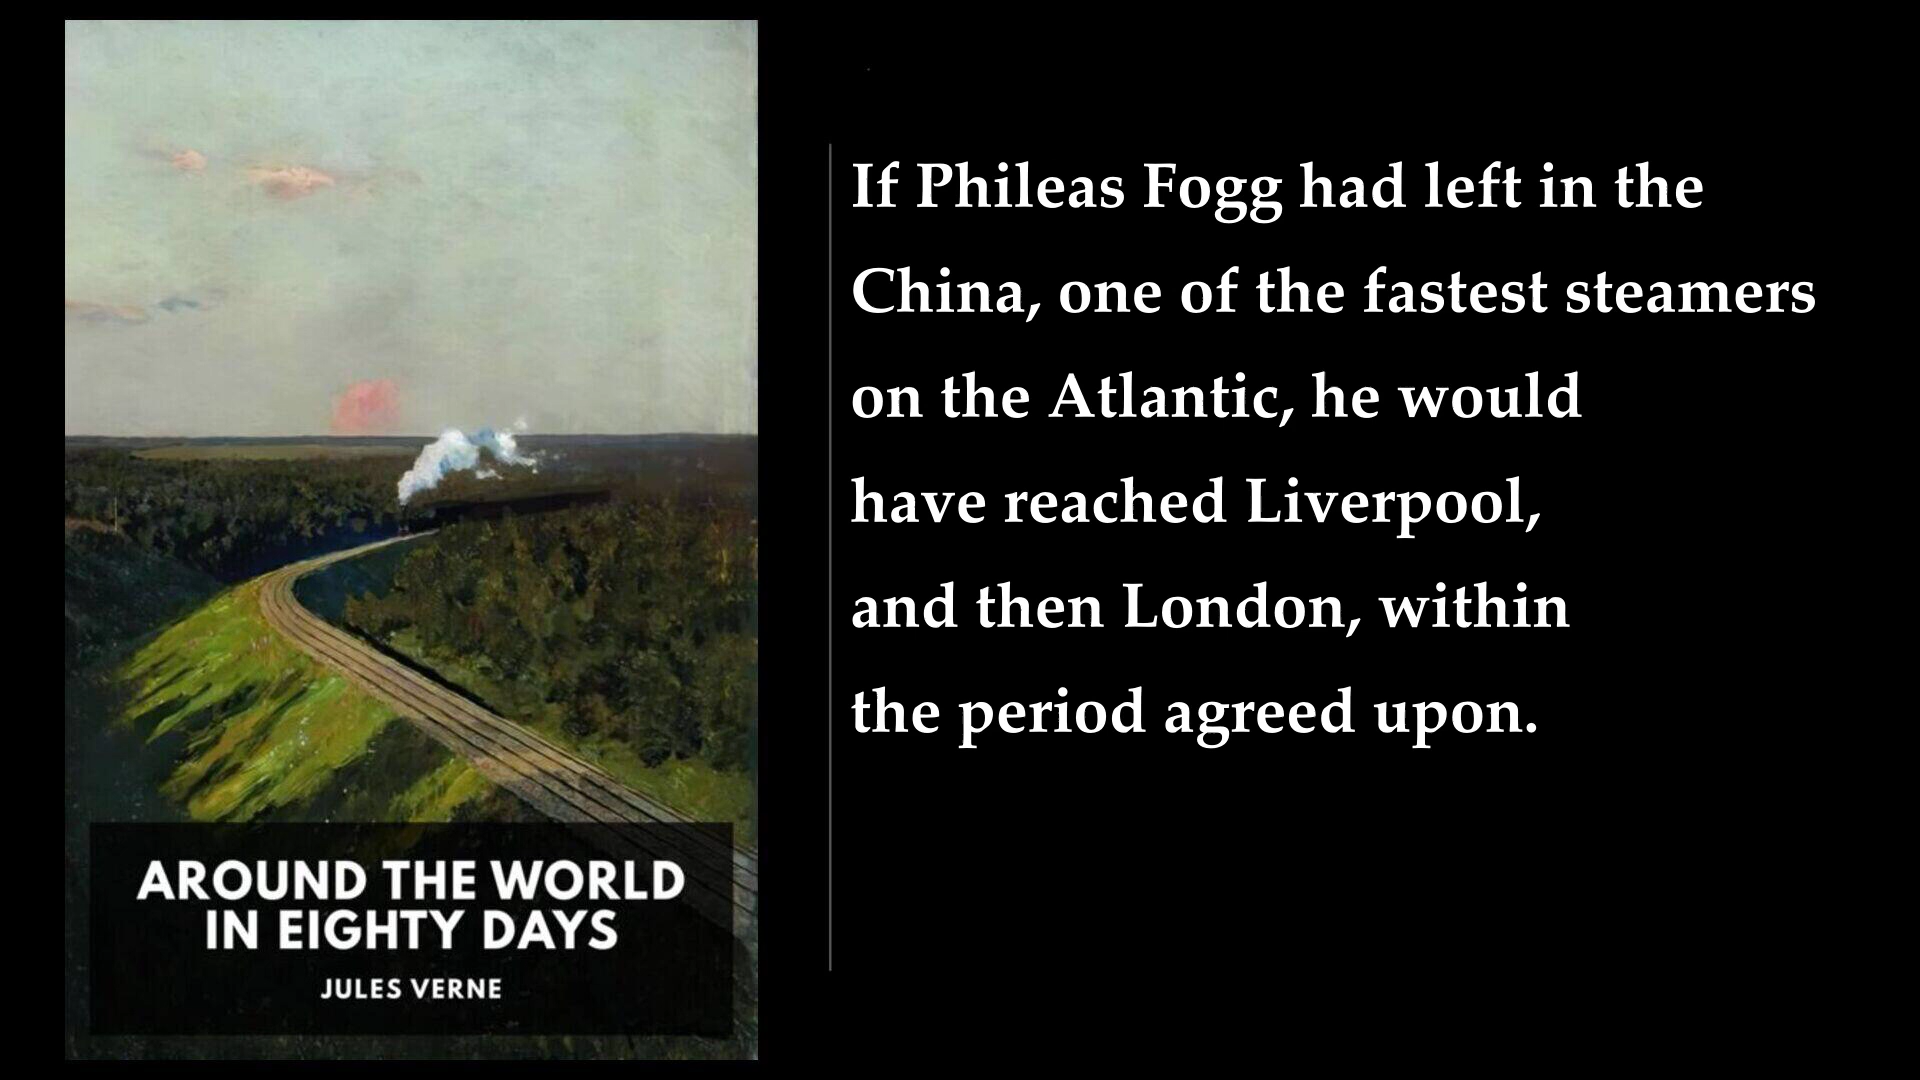 If Phileas Fogg had left in the
China, one of the fastest steamers
on the Atlantic, he would
have reached Liverpool,
and then London, within
the period agreed upon.
AROUND THE WORLD
IN EIGHTY DAYS
JULES VERNE